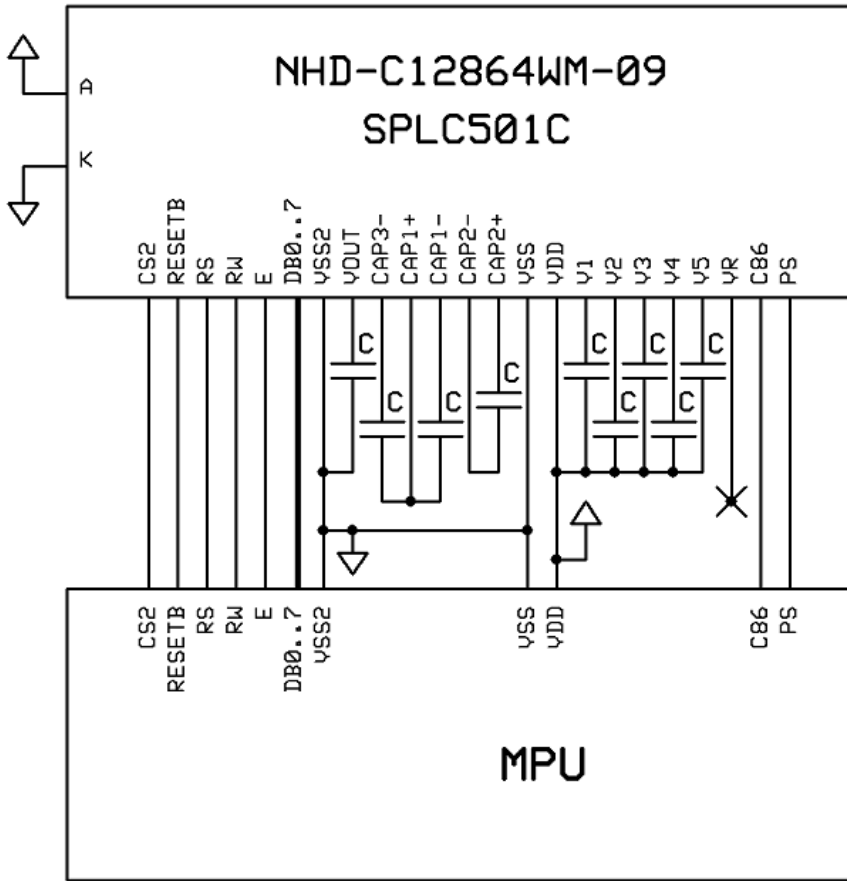 NHD-C12864WM-09
SPLC501C
A
K
CS2
RESETB
RS
RW
E
DB0..7
VSS2
VOUT
CAP3-
CAP1+
CAP1-
CAP2-
CAP2+
VSS
VDD
V1
V2
V3
V4
V5
VR
C86
PS
C
C
C
C
C
C
C
C
C
CS2
RESETB
RS
RW
E
DB0..7
VSS2
VSS
VDD
C86
PS
MPU